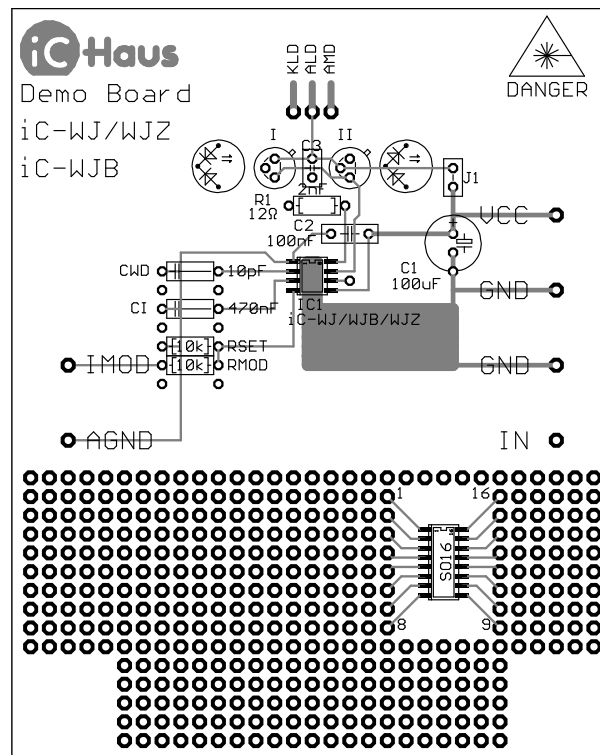 iC Haus
Demo Board
iC-WJ/WJZ
iC-WJB
KLD
ALD
AMD
DANGER
I
II
C3
2nF
J1
R1
12Ω
C2
100nF
VCC
CWD
10pF
C1
100uF
GND
CI
470nF
IC1
iC-WJ/WJB/WJZ
10k
RSET
IMOD
10k
RMOD
GND
AGND
IN
1
16
SO16
8
9